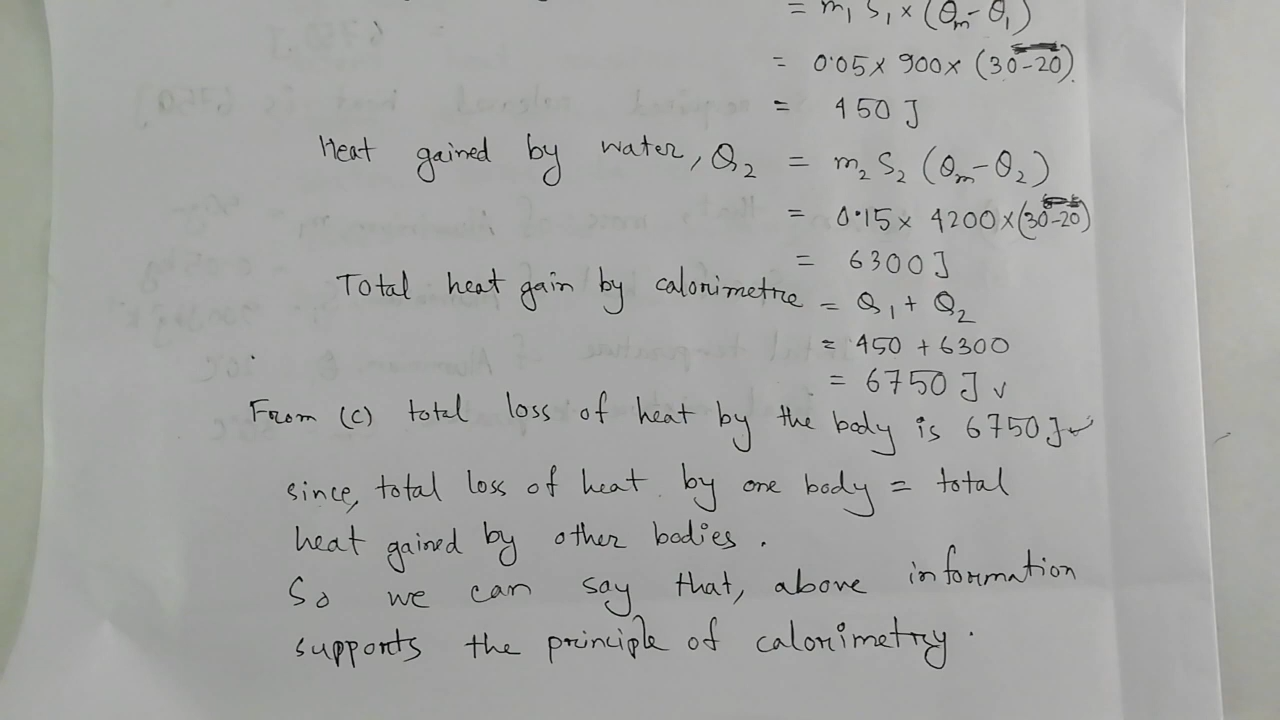 = m₁ S₁ × (θₘ - θ₁)
= 0.05 × 900 × (30-20)
= 450 J
Heat gained by water, Q₂ = m₂ S₂ (θₘ - θ₂)
= 0.15 × 4200 × (30-20)
= 6300 J
Total heat gain by calorimetre = Q₁ + Q₂
= 450 + 6300
= 6750 J ✓
From (c) total loss of heat by the body is 6750 J ✓
since, total loss of heat by one body = total
heat gained by other bodies.
So we can say that, above information
supports the principle of calorimetry.